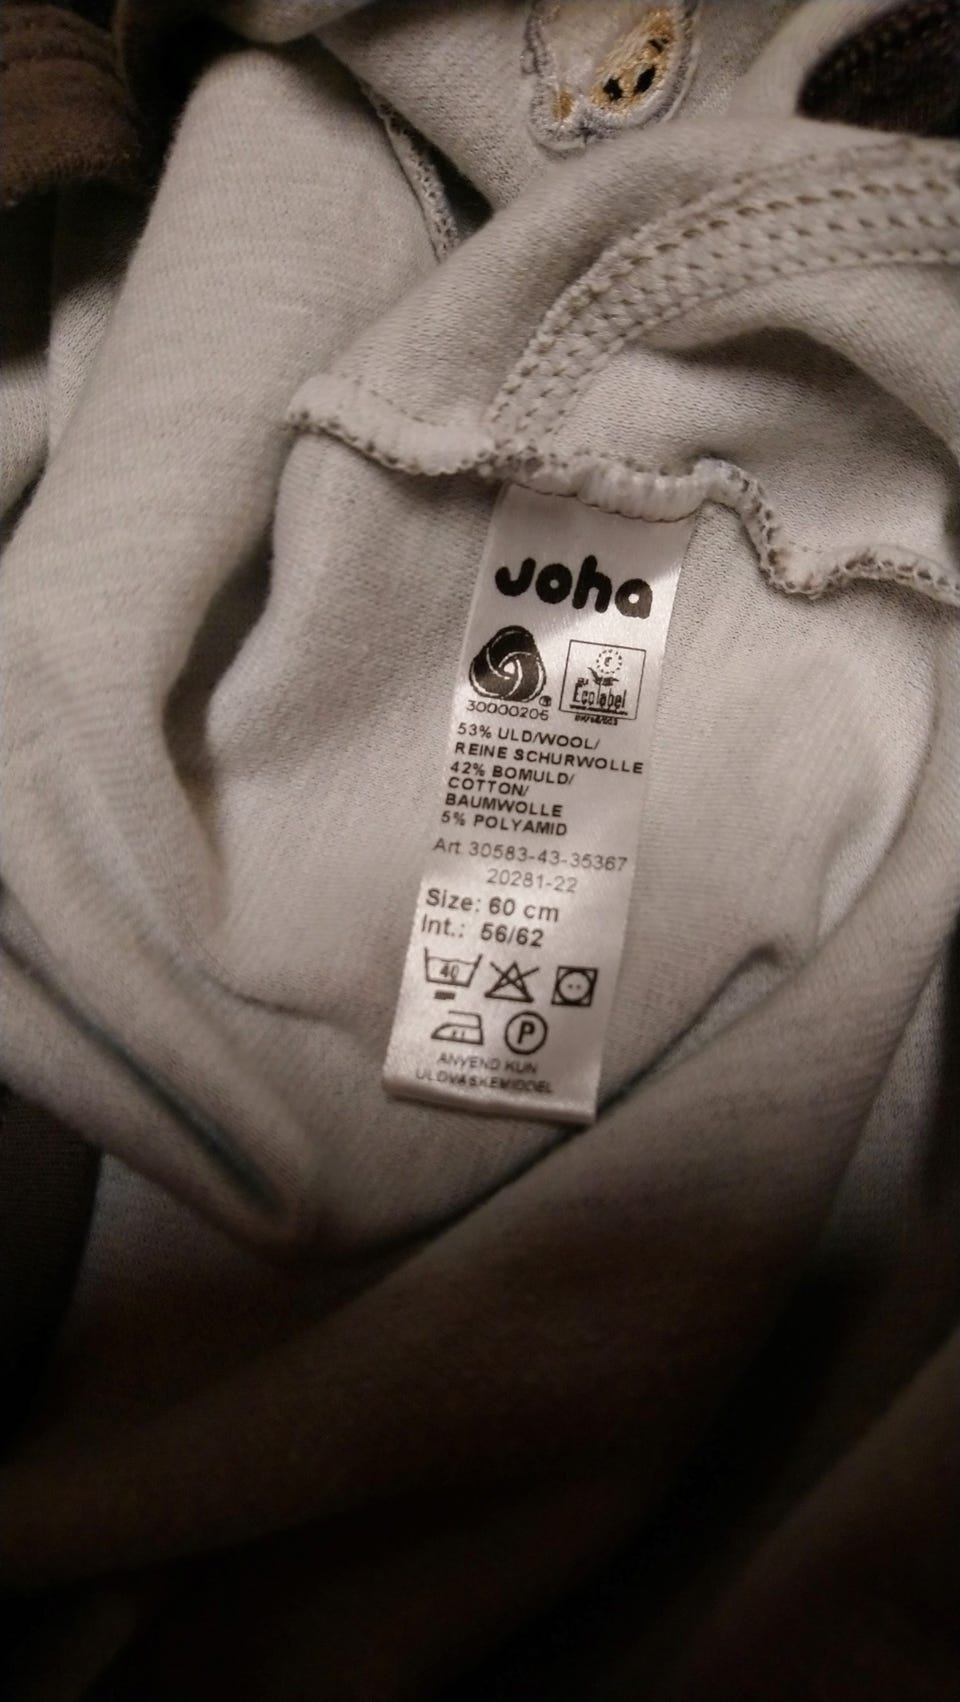 Joha
30000206
Ecolabel
53% ULD/WOOL/
REINE SCHURWOLLE
42% BOMULD/
COTTON/
BAUMWOLLE
5% POLYAMID
Art 30583-43-35367
20281-22
Size: 60 cm
Int.: 56/62
40
P
ANVEND KUN
ULDVASKEMIDDEL